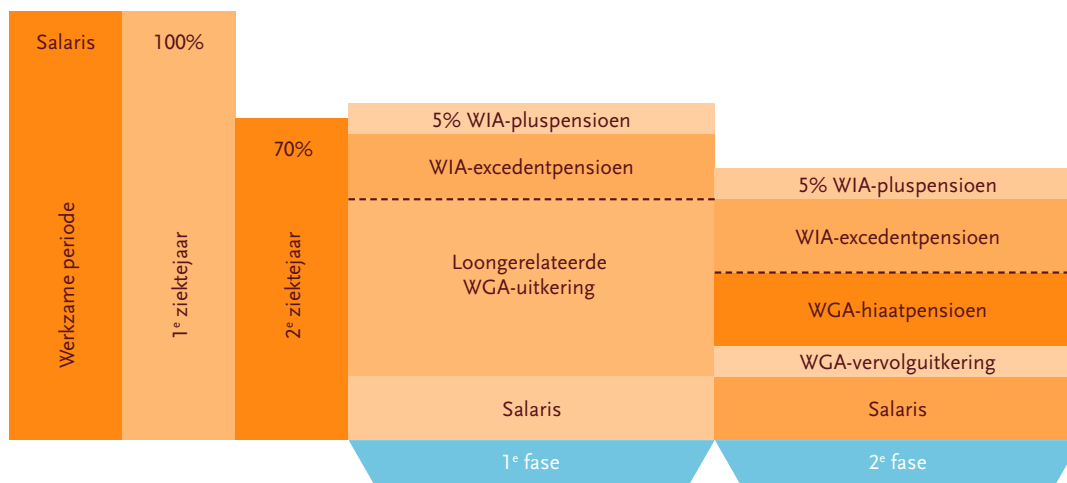 Salaris
Werkzame periode
100%
1e ziektejaar
70%
2e ziektejaar
5% WIA-pluspensioen
WIA-excedentpensioen
Loongerelateerde
WGA-uitkering
Salaris
1e fase
5% WIA-pluspensioen
WIA-excedentpensioen
WGA-hiaatpensioen
WGA-vervolguitkering
Salaris
2e fase